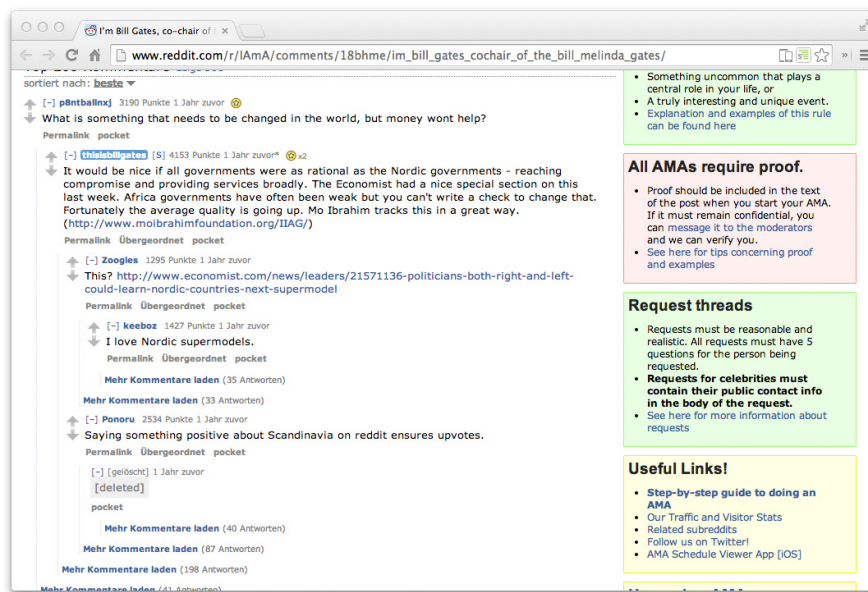 I'm Bill Gates, co-chair of t
www.reddit.com/r/IAmA/comments/18bhme/im_bill_gates_cochair_of_the_bill_melinda_gates/
sortiert nach: beste
[–] p8ntballnxj 3190 Punkte 1 Jahr zuvor
What is something that needs to be changed in the world, but money wont help?
Permalink pocket
[–] thisisbillgates [S] 4153 Punkte 1 Jahr zuvor* x2
It would be nice if all governments were as rational as the Nordic governments - reaching
compromise and providing services broadly. The Economist had a nice special section on this
last week. Africa governments have often been weak but you can't write a check to change that.
Fortunately the average quality is going up. Mo Ibrahim tracks this in a great way.
(http://www.moibrahimfoundation.org/IIAG/)
Permalink Übergeordnet pocket
[–] Zoogles 1295 Punkte 1 Jahr zuvor
This? http://www.economist.com/news/leaders/21571136-politicians-both-right-and-left-
could-learn-nordic-countries-next-supermodel
Permalink Übergeordnet pocket
[–] keeboz 1427 Punkte 1 Jahr zuvor
I love Nordic supermodels.
Permalink Übergeordnet pocket
Mehr Kommentare laden (35 Antworten)
Mehr Kommentare laden (33 Antworten)
[–] Ponoru 2534 Punkte 1 Jahr zuvor
Saying something positive about Scandinavia on reddit ensures upvotes.
Permalink Übergeordnet pocket
[–] [gelöscht] 1 Jahr zuvor
[deleted]
pocket
Mehr Kommentare laden (40 Antworten)
Mehr Kommentare laden (87 Antworten)
Mehr Kommentare laden (198 Antworten)
Mehr Kommentare laden (41 Antworten)
• Something uncommon that plays a
central role in your life, or
• A truly interesting and unique event.
• Explanation and examples of this rule
can be found here
All AMAs require proof.
• Proof should be included in the text
of the post when you start your AMA.
If it must remain confidential, you
can message it to the moderators
and we can verify you.
• See here for tips concerning proof
and examples
Request threads
• Requests must be reasonable and
realistic. All requests must have 5
questions for the person being
requested.
• Requests for celebrities must
contain their public contact info
in the body of the request.
• See here for more information about
requests
Useful Links!
• Step-by-step guide to doing an
AMA
• Our Traffic and Visitor Stats
• Related subreddits
• Follow us on Twitter!
• AMA Schedule Viewer App [iOS]